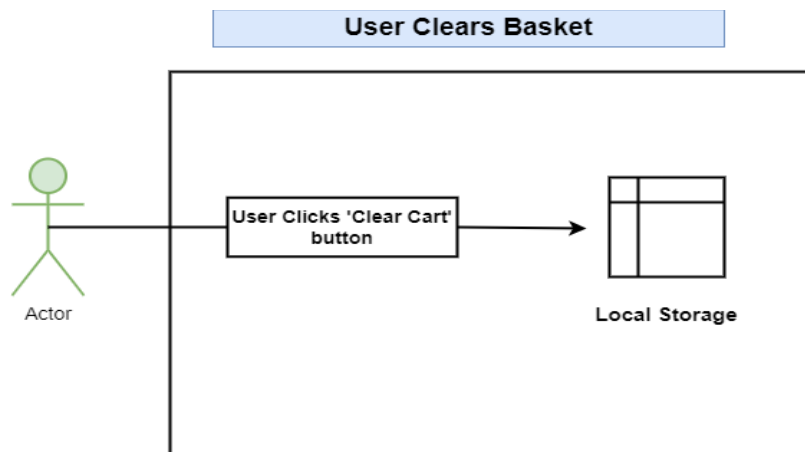 User Clears Basket
User Clicks 'Clear Cart'
button
Actor
Local Storage